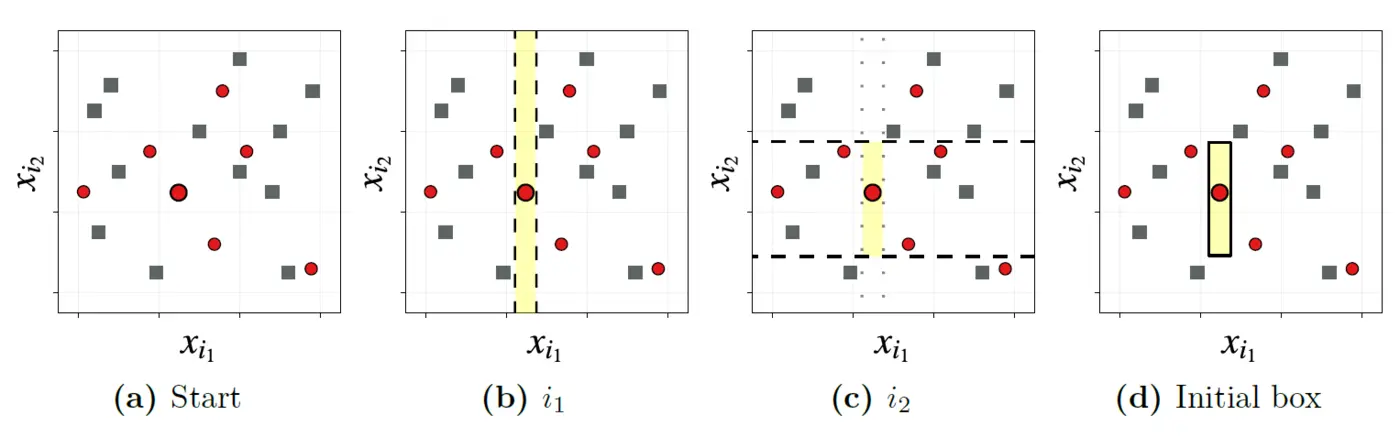 x_{i_2} x_{i_2} x_{i_2} x_{i_2}
x_{i_1} x_{i_1} x_{i_1} x_{i_1}
(a) Start (b) i_1 (c) i_2 (d) Initial box